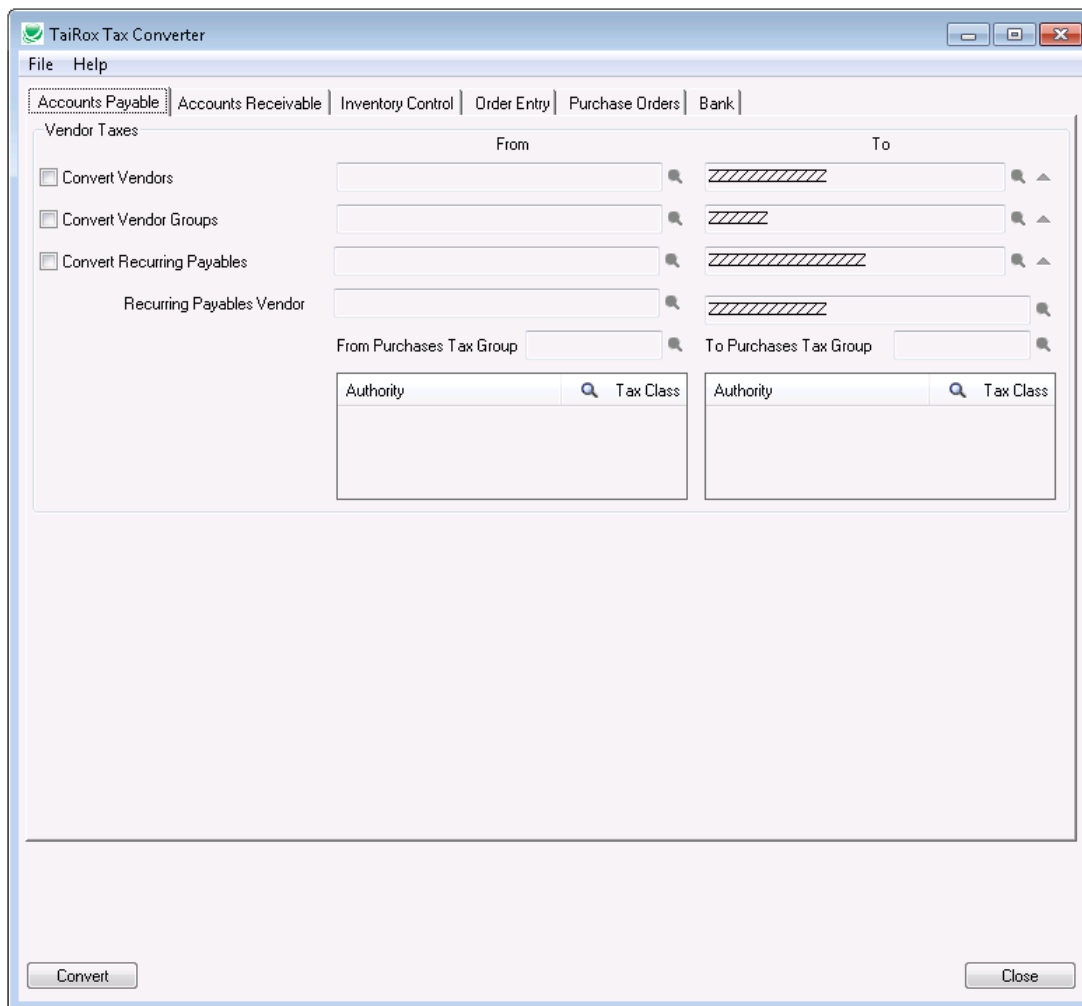 TaiRox Tax Converter
File Help
Accounts Payable Accounts Receivable Inventory Control Order Entry Purchase Orders Bank
Vendor Taxes
From To
Convert Vendors ZZZZZZZZZZZZ
Convert Vendor Groups ZZZZZZ
Convert Recurring Payables ZZZZZZZZZZZZZZZZ
Recurring Payables Vendor ZZZZZZZZZZZZ
From Purchases Tax Group To Purchases Tax Group
Authority Tax Class Authority Tax Class
Convert Close